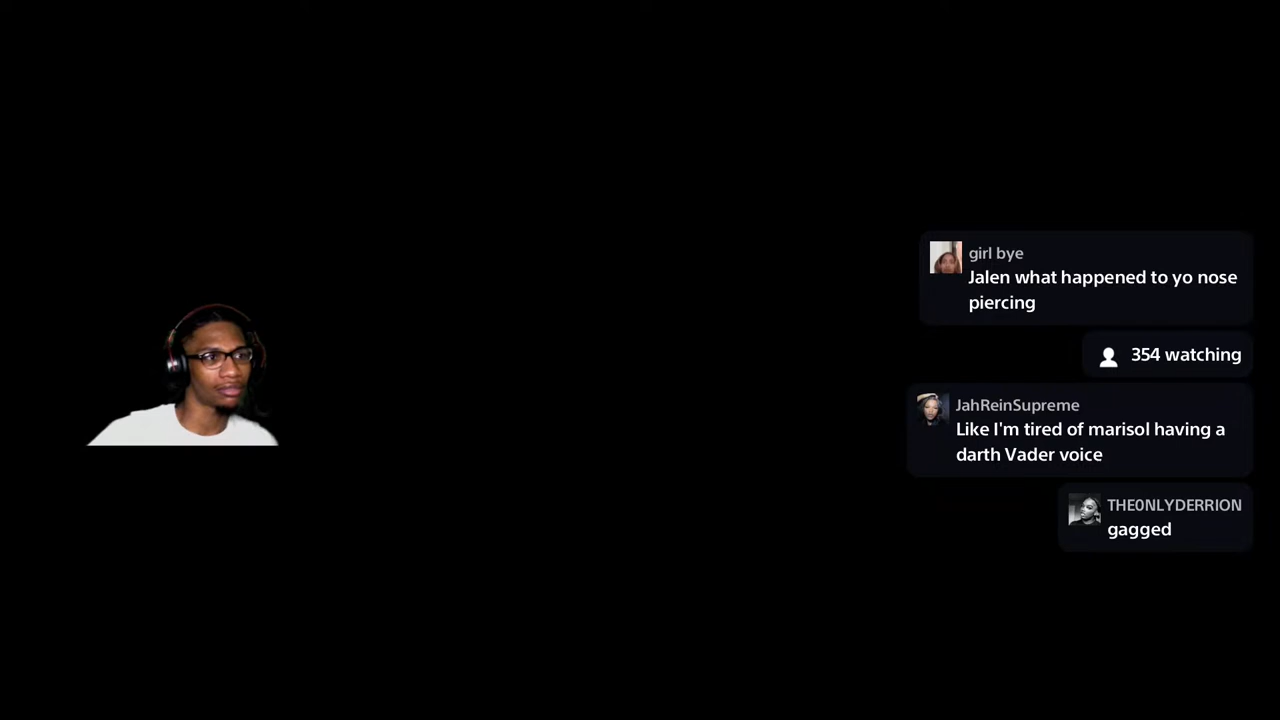 girl bye
Jalen what happened to yo nose
piercing
354 watching
JahReinSupreme
Like I'm tired of marisol having a
darth Vader voice
THE0NLYDERRION
gagged